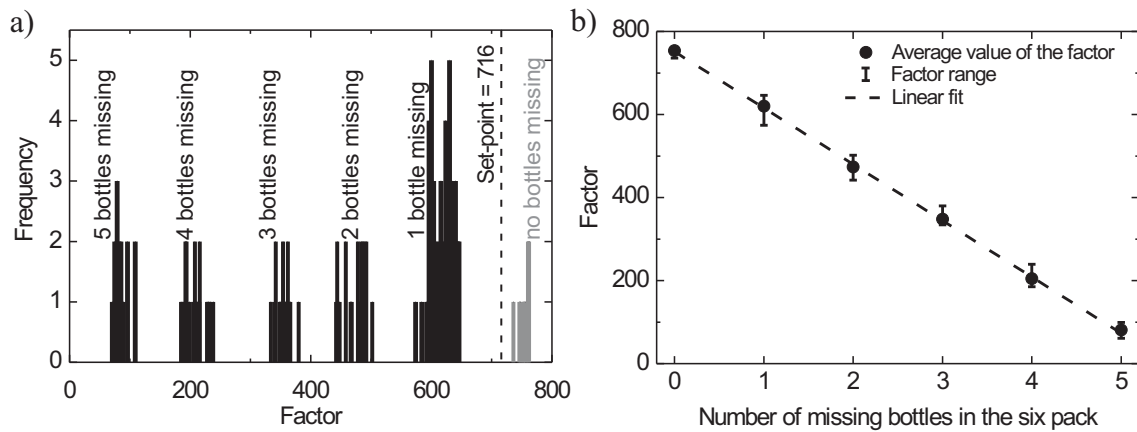 a)
Frequency
5
4
3
2
1
0
5 bottles missing
4 bottles missing
3 bottles missing
2 bottles missing
1 bottle missing
Set-point = 716
no bottles missing
0 200 400 600 800
Factor
b)
Factor
800
600
400
200
0
Average value of the factor
Factor range
Linear fit
0 1 2 3 4 5
Number of missing bottles in the six pack